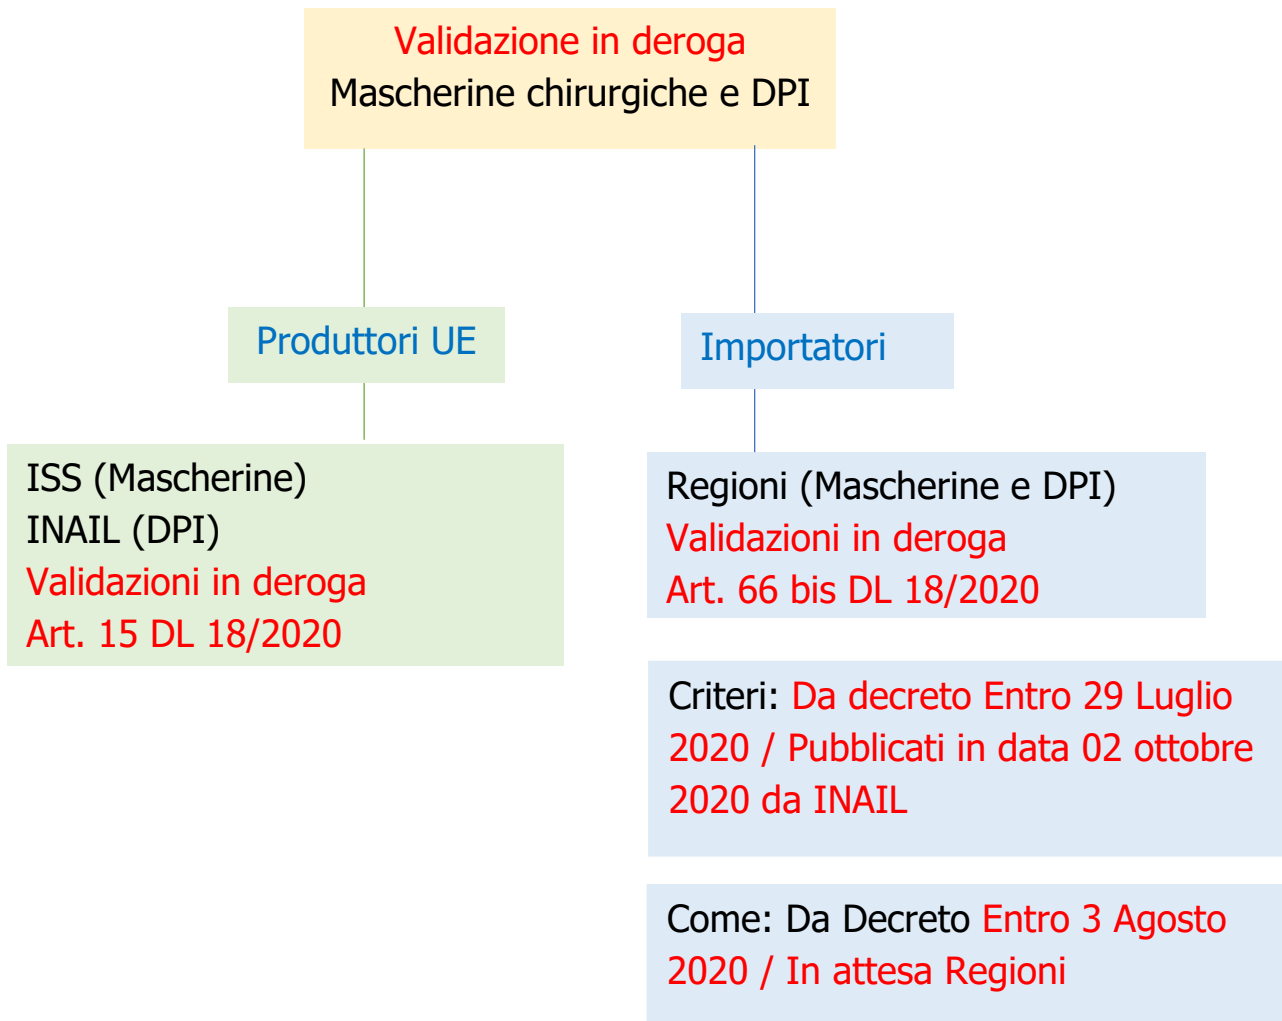 Validazione in deroga
Mascherine chirurgiche e DPI
Produttori UE
Importatori
ISS (Mascherine)
INAIL (DPI)
Validazioni in deroga
Art. 15 DL 18/2020
Regioni (Mascherine e DPI)
Validazioni in deroga
Art. 66 bis DL 18/2020
Criteri: Da decreto Entro 29 Luglio
2020 / Pubblicati in data 02 ottobre
2020 da INAIL
Come: Da Decreto Entro 3 Agosto
2020 / In attesa Regioni